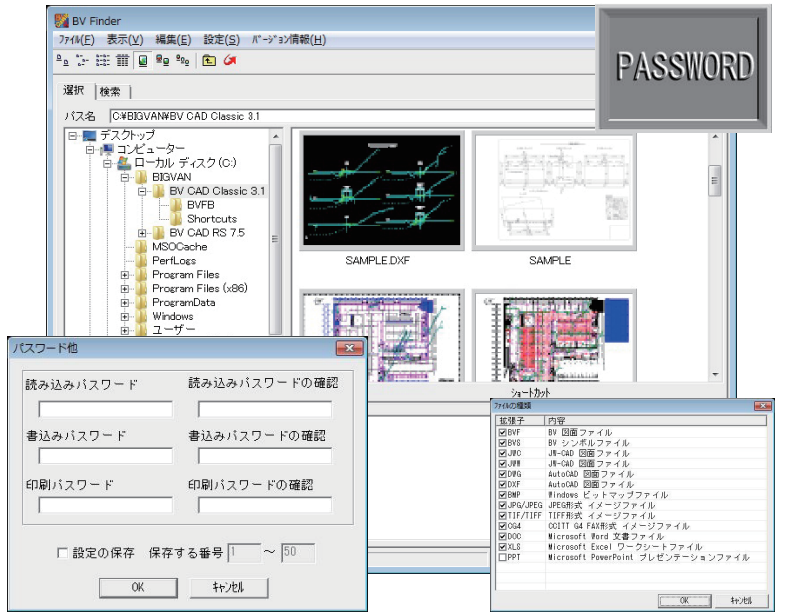 BV Finder
ﾌｧｲﾙ(F) 表示(V) 編集(E) 設定(S) ﾊﾞｰｼﾞｮﾝ情報(H)
PASSWORD
選択 検索
パス名 C:¥BIGVAN¥BV CAD Classic 3.1
デスクトップ
コンピューター
ローカル ディスク (C:)
BIGVAN
BV CAD Classic 3.1
BVFB
Shortcuts
BV CAD RS 7.5
MSOCache
PerfLogs
Program Files
Program Files (x86)
ProgramData
Windows
ユーザー
SAMPLE.DXF
SAMPLE
ｼｮｰﾄｶｯﾄ
パスワード他
読み込みパスワード 読み込みパスワードの確認
書込みパスワード 書込みパスワードの確認
印刷パスワード 印刷パスワードの確認
設定の保存 保存する番号 1 ～ 50
OK ｷｬﾝｾﾙ
ﾌｧｲﾙの種類
拡張子 内容
BVF BV 図面ファイル
BVS BV シンボルファイル
JWC JW-CAD 図面ファイル
JWW JW-CAD 図面ファイル
DWG AutoCAD 図面ファイル
DXF AutoCAD 図面ファイル
BMP Windows ビットマップファイル
JPG/JPEG JPEG形式 イメージファイル
TIF/TIFF TIFF形式 イメージファイル
CG4 CCITT G4 FAX形式 イメージファイル
DOC Microsoft Word 文書ファイル
XLS Microsoft Excel ワークシートファイル
PPT Microsoft PowerPoint プレゼンテーションファイル
OK ｷｬﾝｾﾙ